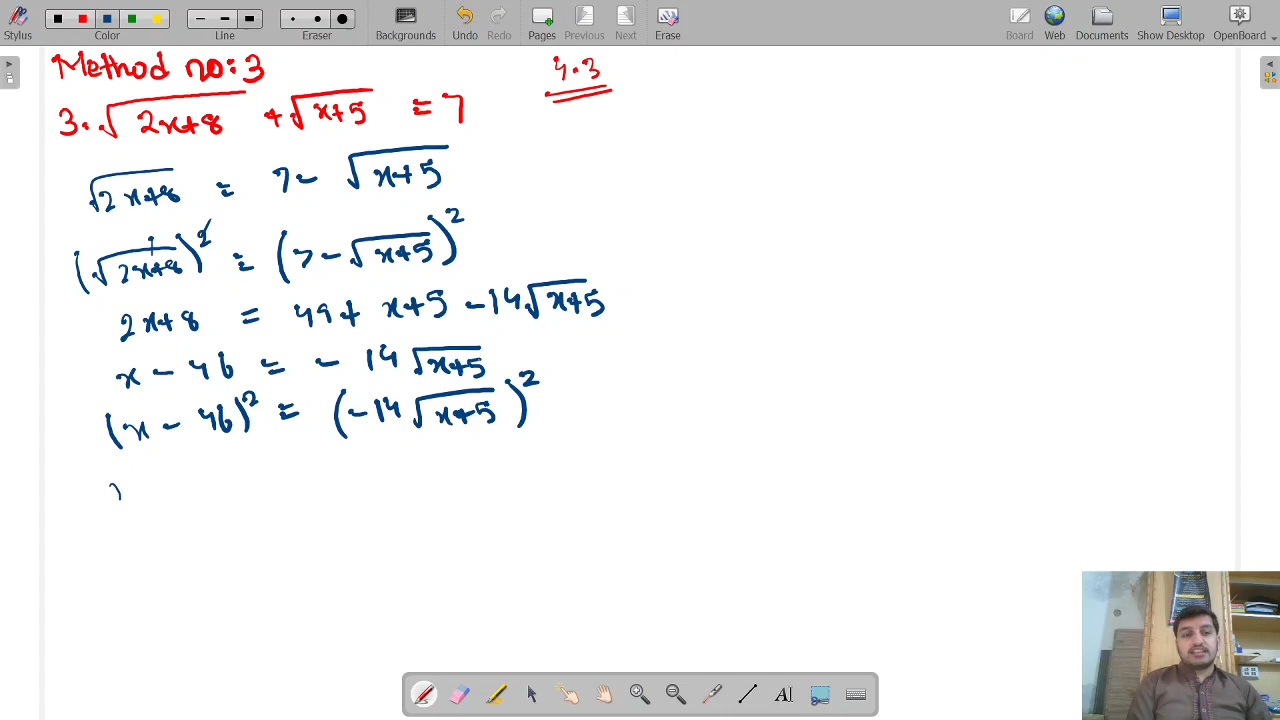 Stylus
Color
Line
Eraser
Backgrounds
Undo
Redo
Pages
Previous
Next
Erase
Board
Web
Documents
Show Desktop
OpenBoard
Method no:3
4.3
3. √(2x+8) + √(x+5) = 7
√(2x+8) = 7 - √(x+5)
(√(2x+8))² = (7 - √(x+5))²
2x+8 = 49 + x+5 - 14√(x+5)
x - 46 = - 14√(x+5)
(x - 46)² = (-14√(x+5))²